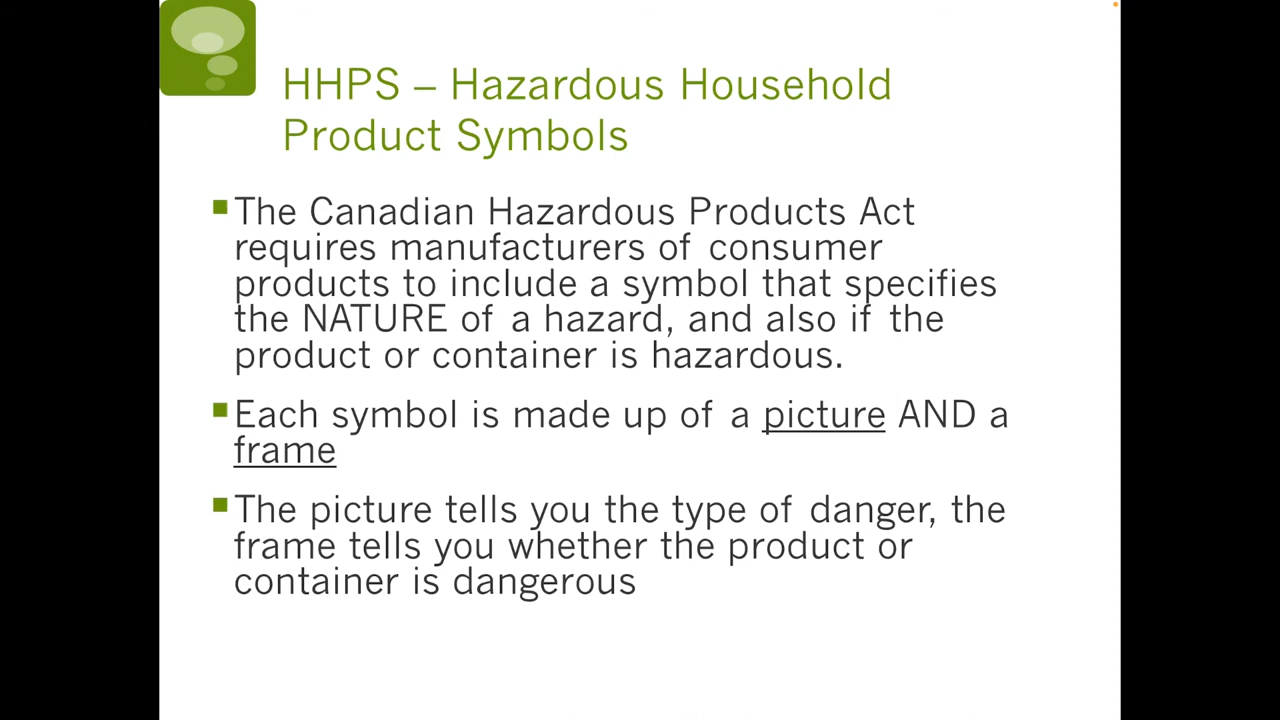 HHPS – Hazardous Household
Product Symbols
The Canadian Hazardous Products Act
requires manufacturers of consumer
products to include a symbol that specifies
the NATURE of a hazard, and also if the
product or container is hazardous.
Each symbol is made up of a picture AND a
frame
The picture tells you the type of danger, the
frame tells you whether the product or
container is dangerous